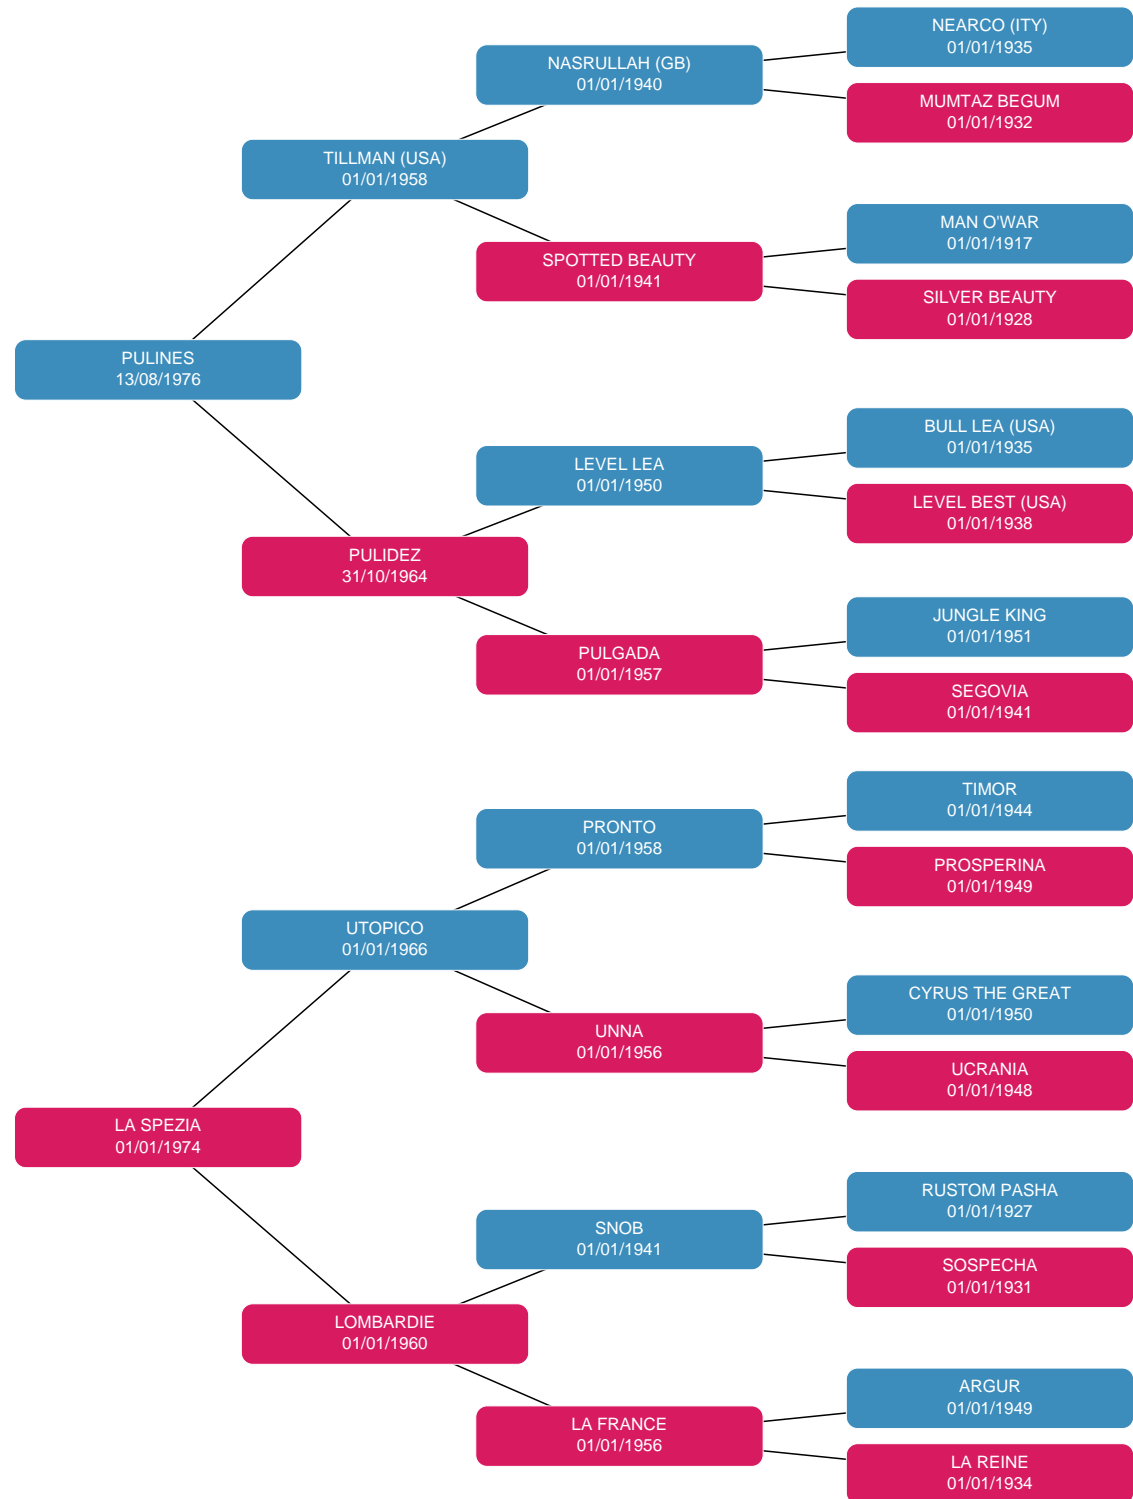 NEARCO (ITY)
01/01/1935
NASRULLAH (GB)
01/01/1940
MUMTAZ BEGUM
01/01/1932
TILLMAN (USA)
01/01/1958
MAN O'WAR
01/01/1917
SPOTTED BEAUTY
01/01/1941
SILVER BEAUTY
01/01/1928
PULINES
13/08/1976
BULL LEA (USA)
01/01/1935
LEVEL LEA
01/01/1950
LEVEL BEST (USA)
01/01/1938
PULIDEZ
31/10/1964
JUNGLE KING
01/01/1951
PULGADA
01/01/1957
SEGOVIA
01/01/1941
TIMOR
01/01/1944
PRONTO
01/01/1958
PROSPERINA
01/01/1949
UTOPICO
01/01/1966
CYRUS THE GREAT
01/01/1950
UNNA
01/01/1956
UCRANIA
01/01/1948
LA SPEZIA
01/01/1974
RUSTOM PASHA
01/01/1927
SNOB
01/01/1941
SOSPECHA
01/01/1931
LOMBARDIE
01/01/1960
ARGUR
01/01/1949
LA FRANCE
01/01/1956
LA REINE
01/01/1934